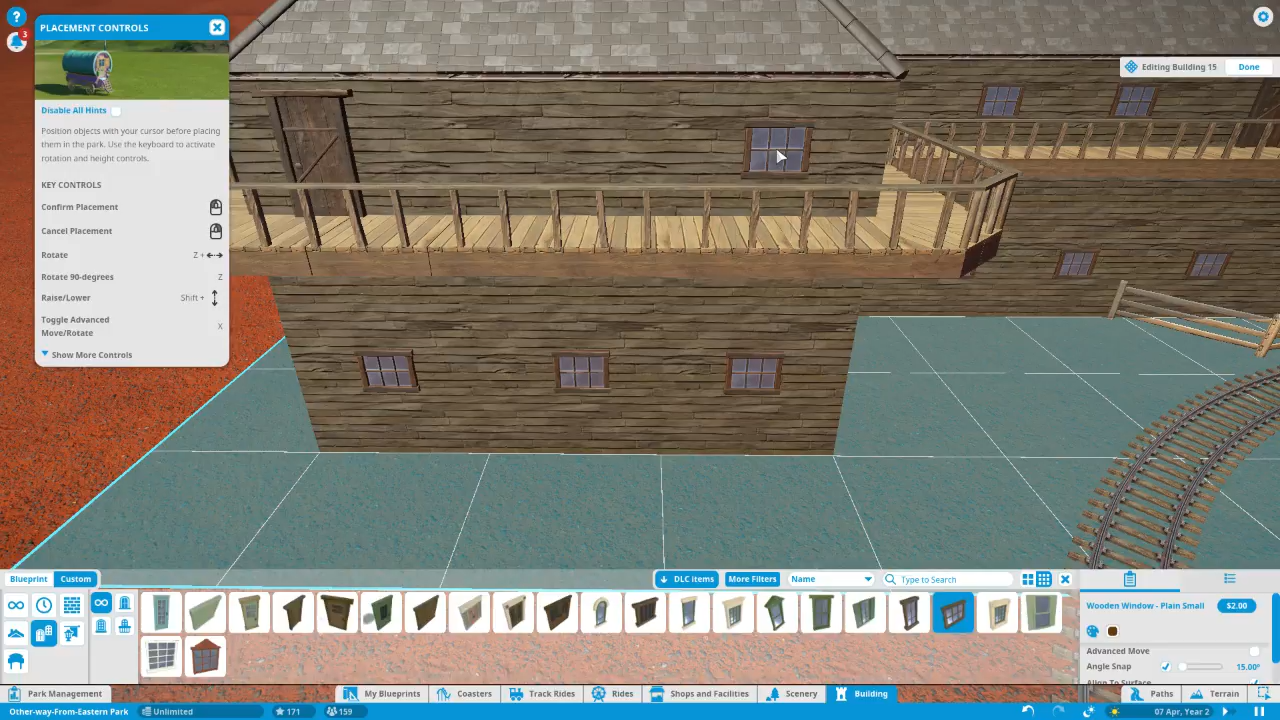 ?
PLACEMENT CONTROLS
3
Disable All Hints
Position objects with your cursor before placing
them in the park. Use the keyboard to activate
rotation and height controls.
KEY CONTROLS
Confirm Placement
Cancel Placement
Rotate Z +
Rotate 90-degrees Z
Raise/Lower Shift +
Toggle Advanced
Move/Rotate X
Show More Controls
Editing Building 15 Done
Blueprint Custom
DLC items More Filters Name Type to Search
Wooden Window - Plain Small $2.00
Advanced Move
Angle Snap 15.00°
Align To Surface
Park Management My Blueprints Coasters Track Rides Rides Shops and Facilities Scenery Building Paths Terrain
Other-way-From-Eastern Park Unlimited 171 159 07 Apr, Year 2